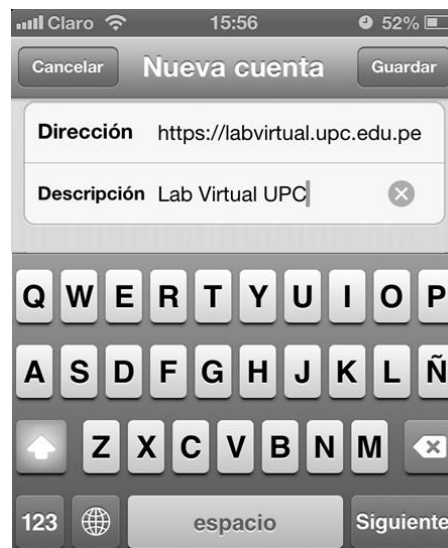 Claro 15:56 52%
Cancelar Nueva cuenta Guardar
Dirección https://labvirtual.upc.edu.pe
Descripción Lab Virtual UPC
Q W E R T Y U I O P
A S D F G H J K L Ñ
Z X C V B N M
123 espacio Siguiente